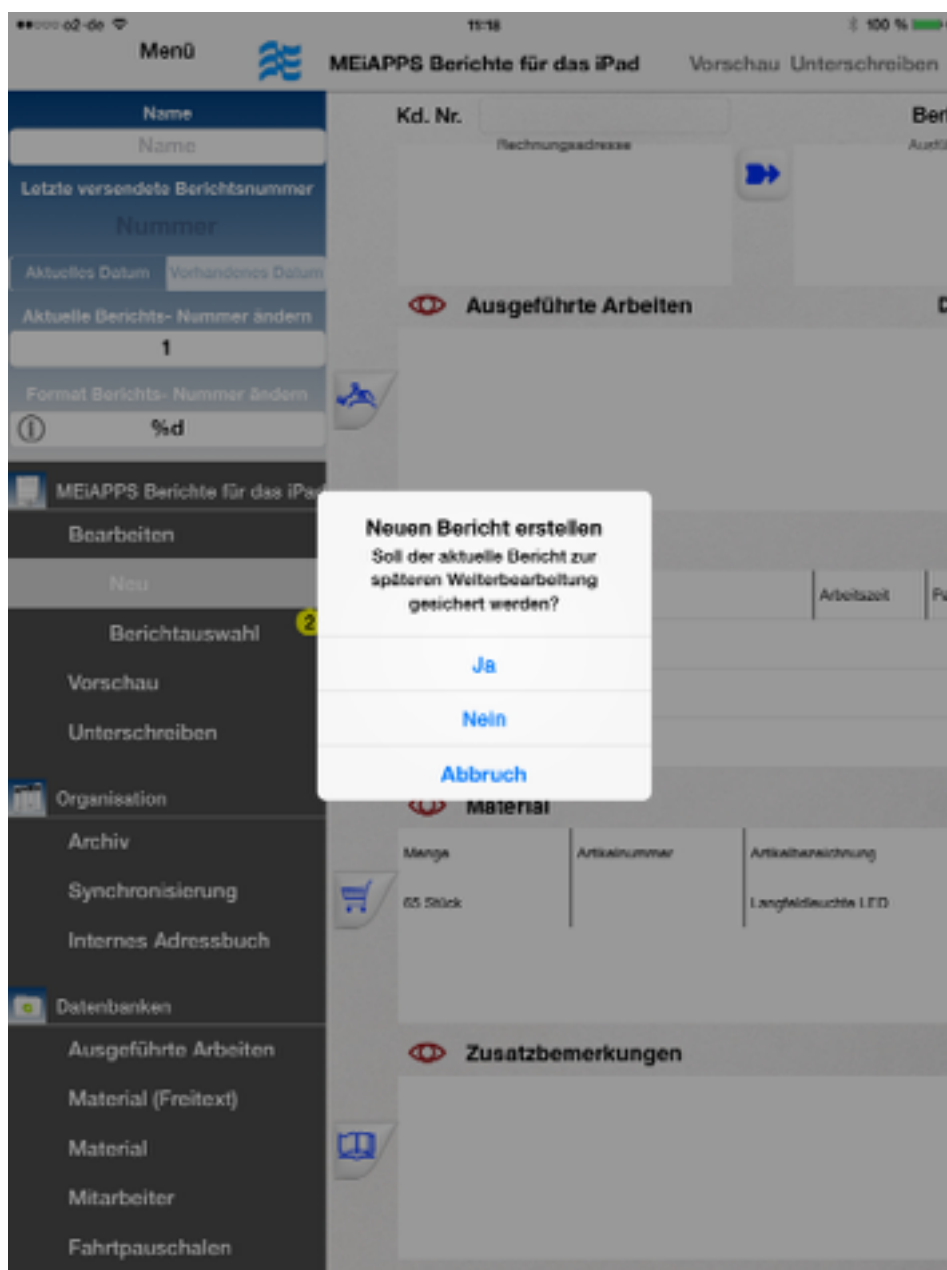 o2-de 11:18 100 %
Menü MEiAPPS Berichte für das iPad Vorschau Unterschreiben
Name
Name
Letzte versendete Berichtsnummer
Nummer
Aktuelles Datum Vorhandenes Datum
Aktuelle Berichts- Nummer ändern
1
Format Berichts- Nummer ändern
%d
MEiAPPS Berichte für das iPad
Bearbeiten
Neu
Berichtauswahl 2
Vorschau
Unterschreiben
Organisation
Archiv
Synchronisierung
Internes Adressbuch
Datenbanken
Ausgeführte Arbeiten
Material (Freitext)
Material
Mitarbeiter
Fahrtpauschalen
Kd. Nr. Ber
Rechnungsadresse
Ausgeführte Arbeiten D
Neuen Bericht erstellen
Soll der aktuelle Bericht zur
späteren Weiterbearbeitung
gesichert werden?
Ja
Nein
Abbruch
Arbeitszeit
Material
Menge Artikelnummer Artikelbezeichnung
65 Stück Langfeldleuchte LED
Zusatzbemerkungen